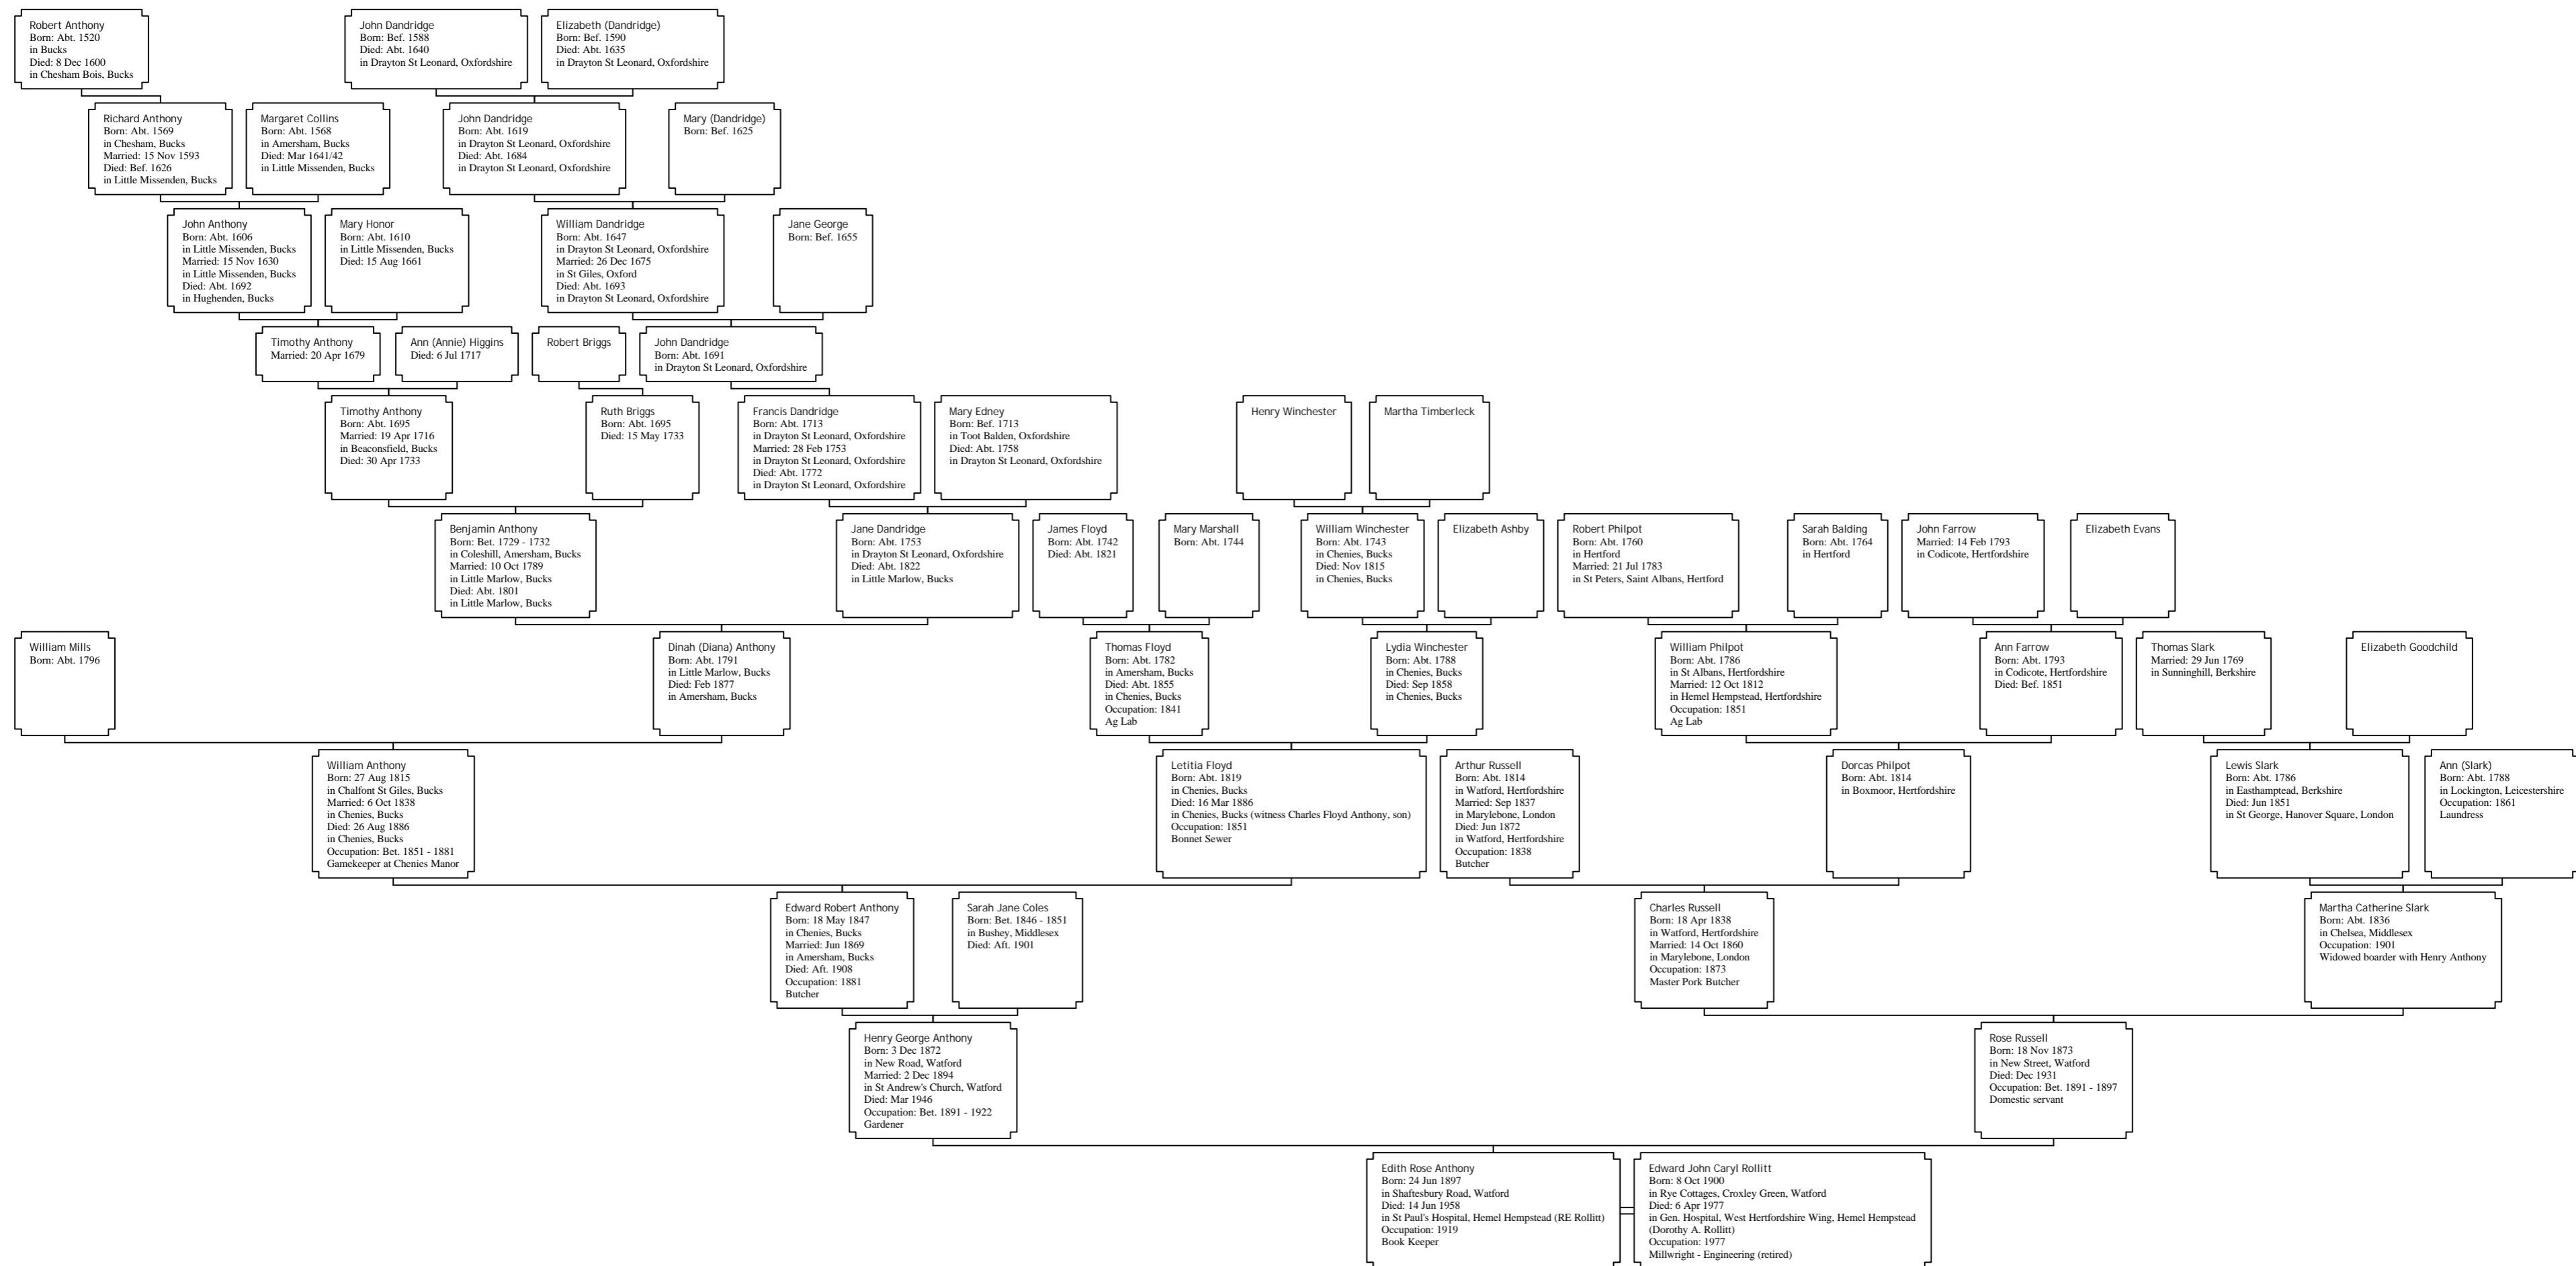 Robert Anthony
Born: Abt. 1520
in Bucks
Died: 8 Dec 1600
in Chesham Bois, Bucks
John Dandridge
Born: Bef. 1588
Died: Abt. 1640
in Drayton St Leonard, Oxfordshire
Elizabeth (Dandridge)
Born: Bef. 1590
Died: Abt. 1635
in Drayton St Leonard, Oxfordshire
Richard Anthony
Born: Abt. 1569
in Chesham, Bucks
Married: 15 Nov 1593
Died: Bef. 1626
in Little Missenden, Bucks
Margaret Collins
Born: Abt. 1568
in Amersham, Bucks
Died: Mar 1641/42
in Little Missenden, Bucks
John Dandridge
Born: Abt. 1619
in Drayton St Leonard, Oxfordshire
Died: Abt. 1684
in Drayton St Leonard, Oxfordshire
Mary (Dandridge)
Born: Bef. 1625
John Anthony
Born: Abt. 1606
in Little Missenden, Bucks
Married: 15 Nov 1630
in Little Missenden, Bucks
Died: Abt. 1692
in Hughenden, Bucks
Mary Honor
Born: Abt. 1610
in Little Missenden, Bucks
Died: 15 Aug 1661
William Dandridge
Born: Abt. 1647
in Drayton St Leonard, Oxfordshire
Married: 26 Dec 1675
in St Giles, Oxford
Died: Abt. 1693
in Drayton St Leonard, Oxfordshire
Jane George
Born: Bef. 1655
Timothy Anthony
Married: 20 Apr 1679
Ann (Annie) Higgins
Died: 6 Jul 1717
Robert Briggs
John Dandridge
Born: Abt. 1691
in Drayton St Leonard, Oxfordshire
Timothy Anthony
Born: Abt. 1695
Married: 19 Apr 1716
in Beaconsfield, Bucks
Died: 30 Apr 1733
Ruth Briggs
Born: Abt. 1695
Died: 15 May 1733
Francis Dandridge
Born: Abt. 1713
in Drayton St Leonard, Oxfordshire
Married: 28 Feb 1753
in Drayton St Leonard, Oxfordshire
Died: Abt. 1772
in Drayton St Leonard, Oxfordshire
Mary Edney
Born: Bef. 1713
in Toot Balden, Oxfordshire
Died: Abt. 1758
in Drayton St Leonard, Oxfordshire
Henry Winchester
Martha Timberleck
Benjamin Anthony
Born: Bet. 1729 - 1732
in Coleshill, Amersham, Bucks
Married: 10 Oct 1789
in Little Marlow, Bucks
Died: Abt. 1801
in Little Marlow, Bucks
Jane Dandridge
Born: Abt. 1753
in Drayton St Leonard, Oxfordshire
Died: Abt. 1822
in Little Marlow, Bucks
James Floyd
Born: Abt. 1742
Died: Abt. 1821
Mary Marshall
Born: Abt. 1744
William Winchester
Born: Abt. 1743
in Chenies, Bucks
Died: Nov 1815
in Chenies, Bucks
Elizabeth Ashby
Robert Philpot
Born: Abt. 1760
in Hertford
Married: 21 Jul 1783
in St Peters, Saint Albans, Hertford
Sarah Balding
Born: Abt. 1764
in Hertford
John Farrow
Married: 14 Feb 1793
in Codicote, Hertfordshire
Elizabeth Evans
William Mills
Born: Abt. 1796
Dinah (Diana) Anthony
Born: Abt. 1791
in Little Marlow, Bucks
Died: Feb 1877
in Amersham, Bucks
Thomas Floyd
Born: Abt. 1782
in Amersham, Bucks
Died: Abt. 1855
in Chenies, Bucks
Occupation: 1841
Ag Lab
Lydia Winchester
Born: Abt. 1788
in Chenies, Bucks
Died: Sep 1858
in Chenies, Bucks
William Philpot
Born: Abt. 1786
in St Albans, Hertfordshire
Married: 12 Oct 1812
in Hemel Hempstead, Hertfordshire
Occupation: 1851
Ag Lab
Ann Farrow
Born: Abt. 1793
in Codicote, Hertfordshire
Died: Bef. 1851
Thomas Slark
Married: 29 Jun 1769
in Sunninghill, Berkshire
Elizabeth Goodchild
William Anthony
Born: 27 Aug 1815
in Chalfont St Giles, Bucks
Married: 6 Oct 1838
in Chenies, Bucks
Died: 26 Aug 1886
in Chenies, Bucks
Occupation: Bet. 1851 - 1881
Gamekeeper at Chenies Manor
Letitia Floyd
Born: Abt. 1819
in Chenies, Bucks
Died: 16 Mar 1886
in Chenies, Bucks (witness Charles Floyd Anthony, son)
Occupation: 1851
Bonnet Sewer
Arthur Russell
Born: Abt. 1814
in Watford, Hertfordshire
Married: Sep 1837
in Marylebone, London
Died: Jun 1872
in Watford, Hertfordshire
Occupation: 1838
Butcher
Dorcas Philpot
Born: Abt. 1814
in Boxmoor, Hertfordshire
Lewis Slark
Born: Abt. 1786
in Easthamptead, Berkshire
Died: Jun 1851
in St George, Hanover Square, London
Ann (Slark)
Born: Abt. 1788
in Lockington, Leicestershire
Occupation: 1861
Laundress
Edward Robert Anthony
Born: 18 May 1847
in Chenies, Bucks
Married: Jun 1869
in Amersham, Bucks
Died: Aft. 1908
Occupation: 1881
Butcher
Sarah Jane Coles
Born: Bet. 1846 - 1851
in Bushey, Middlesex
Died: Aft. 1901
Charles Russell
Born: 18 Apr 1838
in Watford, Hertfordshire
Married: 14 Oct 1860
in Marylebone, London
Occupation: 1873
Master Pork Butcher
Martha Catherine Slark
Born: Abt. 1836
in Chelsea, Middlesex
Occupation: 1901
Widowed boarder with Henry Anthony
Henry George Anthony
Born: 3 Dec 1872
in New Road, Watford
Married: 2 Dec 1894
in St Andrew's Church, Watford
Died: Mar 1946
Occupation: Bet. 1891 - 1922
Gardener
Rose Russell
Born: 18 Nov 1873
in New Street, Watford
Died: Dec 1931
Occupation: Bet. 1891 - 1897
Domestic servant
Edith Rose Anthony
Born: 24 Jun 1897
in Shaftesbury Road, Watford
Died: 14 Jun 1958
in St Paul's Hospital, Hemel Hempstead (RE Rollitt)
Occupation: 1919
Book Keeper
Edward John Caryl Rollitt
Born: 8 Oct 1900
in Rye Cottages, Croxley Green, Watford
Died: 6 Apr 1977
in Gen. Hospital, West Hertfordshire Wing, Hemel Hempstead
(Dorothy A. Rollitt)
Occupation: 1977
Millwright - Engineering (retired)